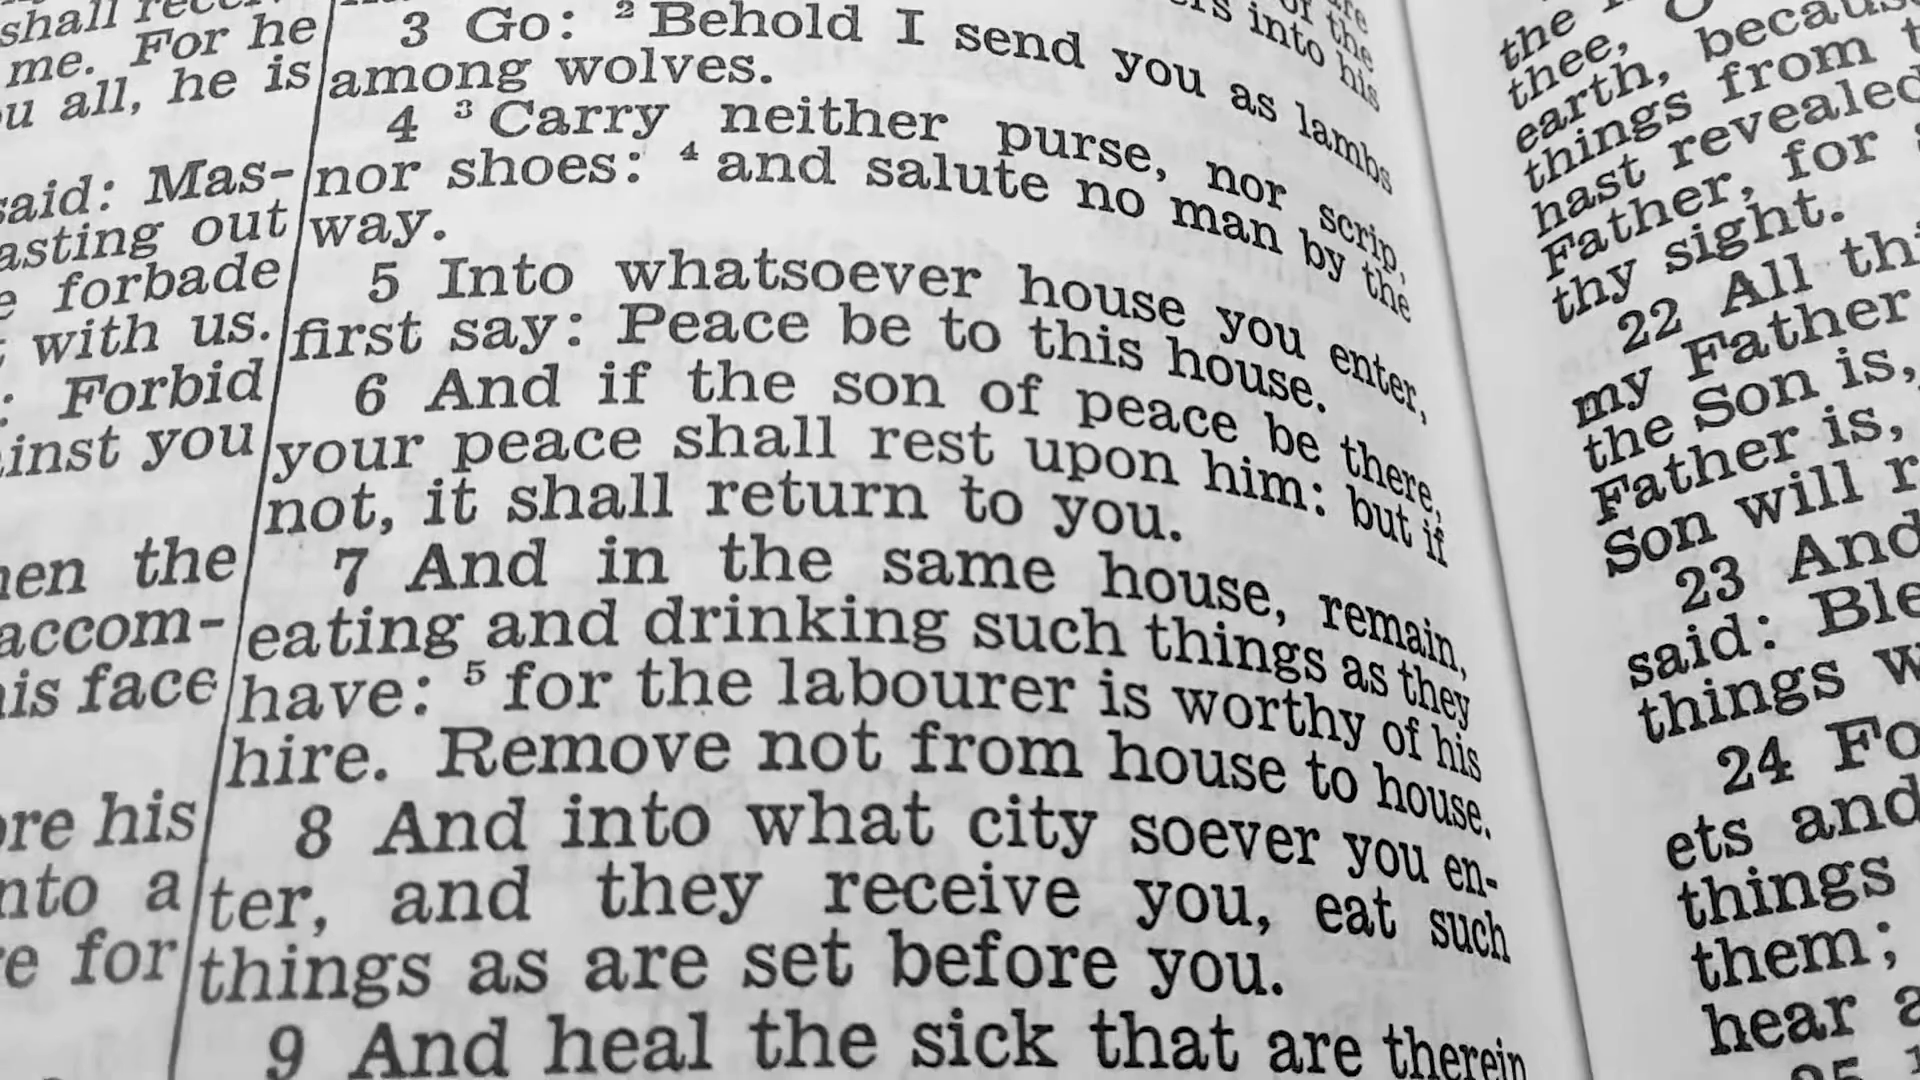 shall
me. For he
u all, he is
said: Mas-
asting out
forbade
with us.
: Forbid
inst you
the
accom-
his face
his
nto a
for
3 Go: 2 Behold I send you as lambs
among wolves.
4 3 Carry neither purse, nor scrip,
nor shoes: 4 and salute no man by the
way.
5 Into whatsoever house you enter,
first say: Peace be to this house.
6 And if the son of peace be there,
your peace shall rest upon him: but if
not, it shall return to you.
7 And in the same house, remain,
eating and drinking such things as they
have: 5 for the labourer is worthy of his
hire. Remove not from house to house.
8 And into what city soever you en-
ter, and they receive you, eat such
things as are set before you.
9 And heal the sick that are therein
of the
into his
the
thee,
earth, becaus
things from
hast revealed
Father, for
thy sight.
22 All thi
my Father
the Son is,
Father is,
Son will r
23 And
said: Ble
things w
24 Fo
ets and
things
them;
hear a